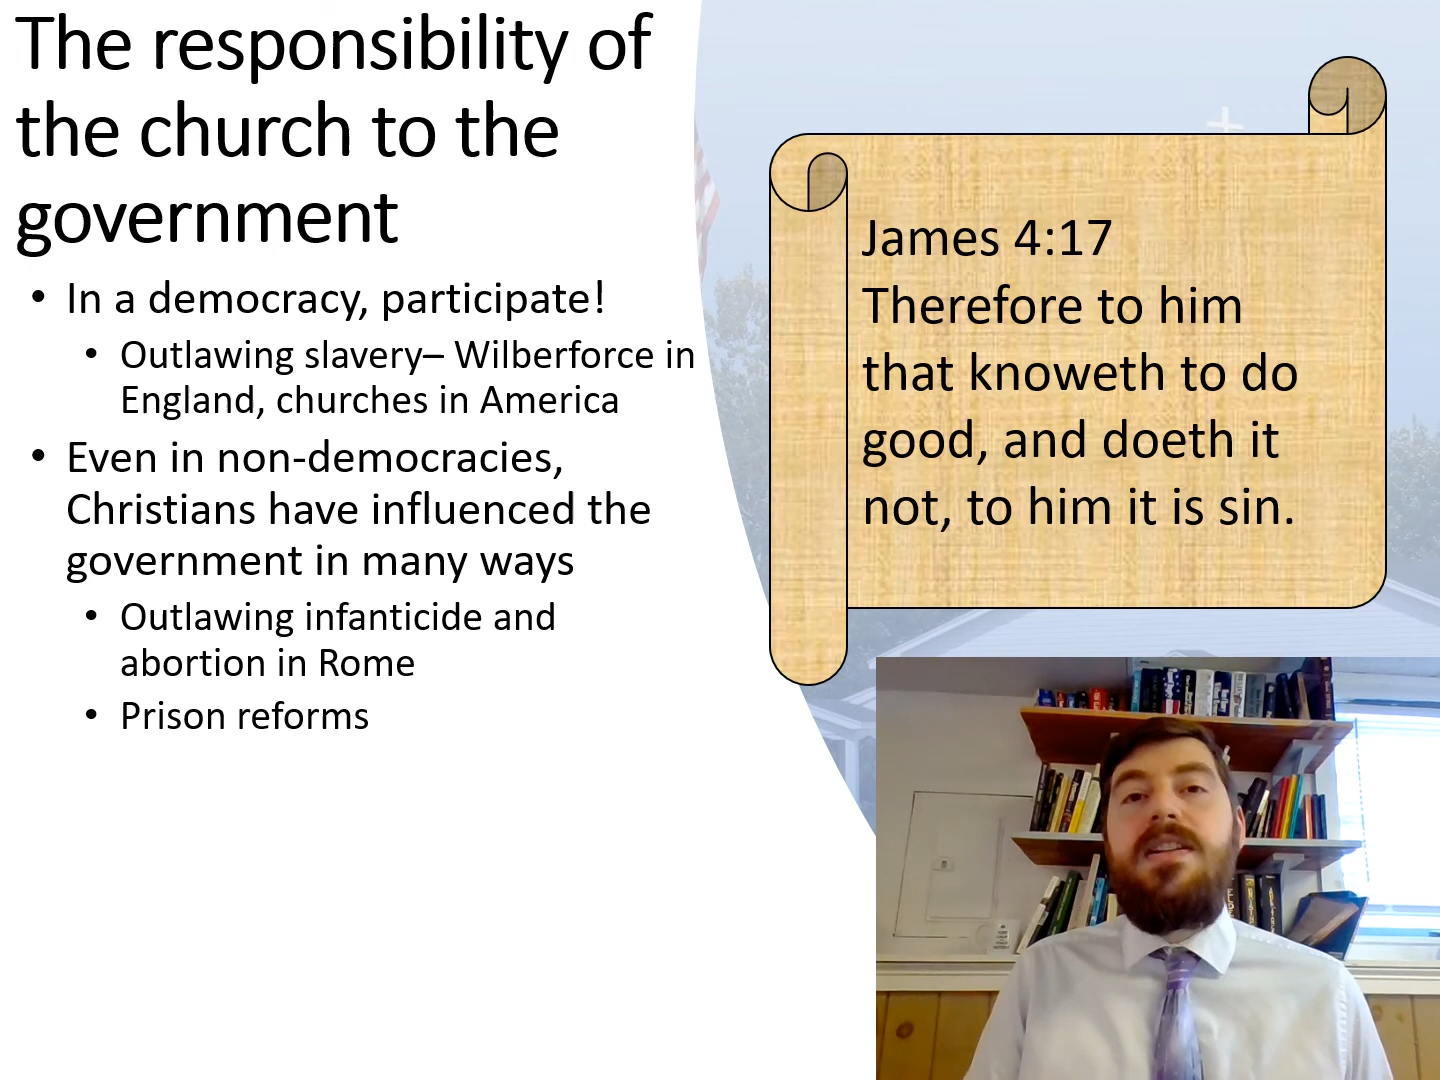 The responsibility of
the church to the
government
• In a democracy, participate!
• Outlawing slavery– Wilberforce in
England, churches in America
• Even in non-democracies,
Christians have influenced the
government in many ways
• Outlawing infanticide and
abortion in Rome
• Prison reforms
James 4:17
Therefore to him
that knoweth to do
good, and doeth it
not, to him it is sin.